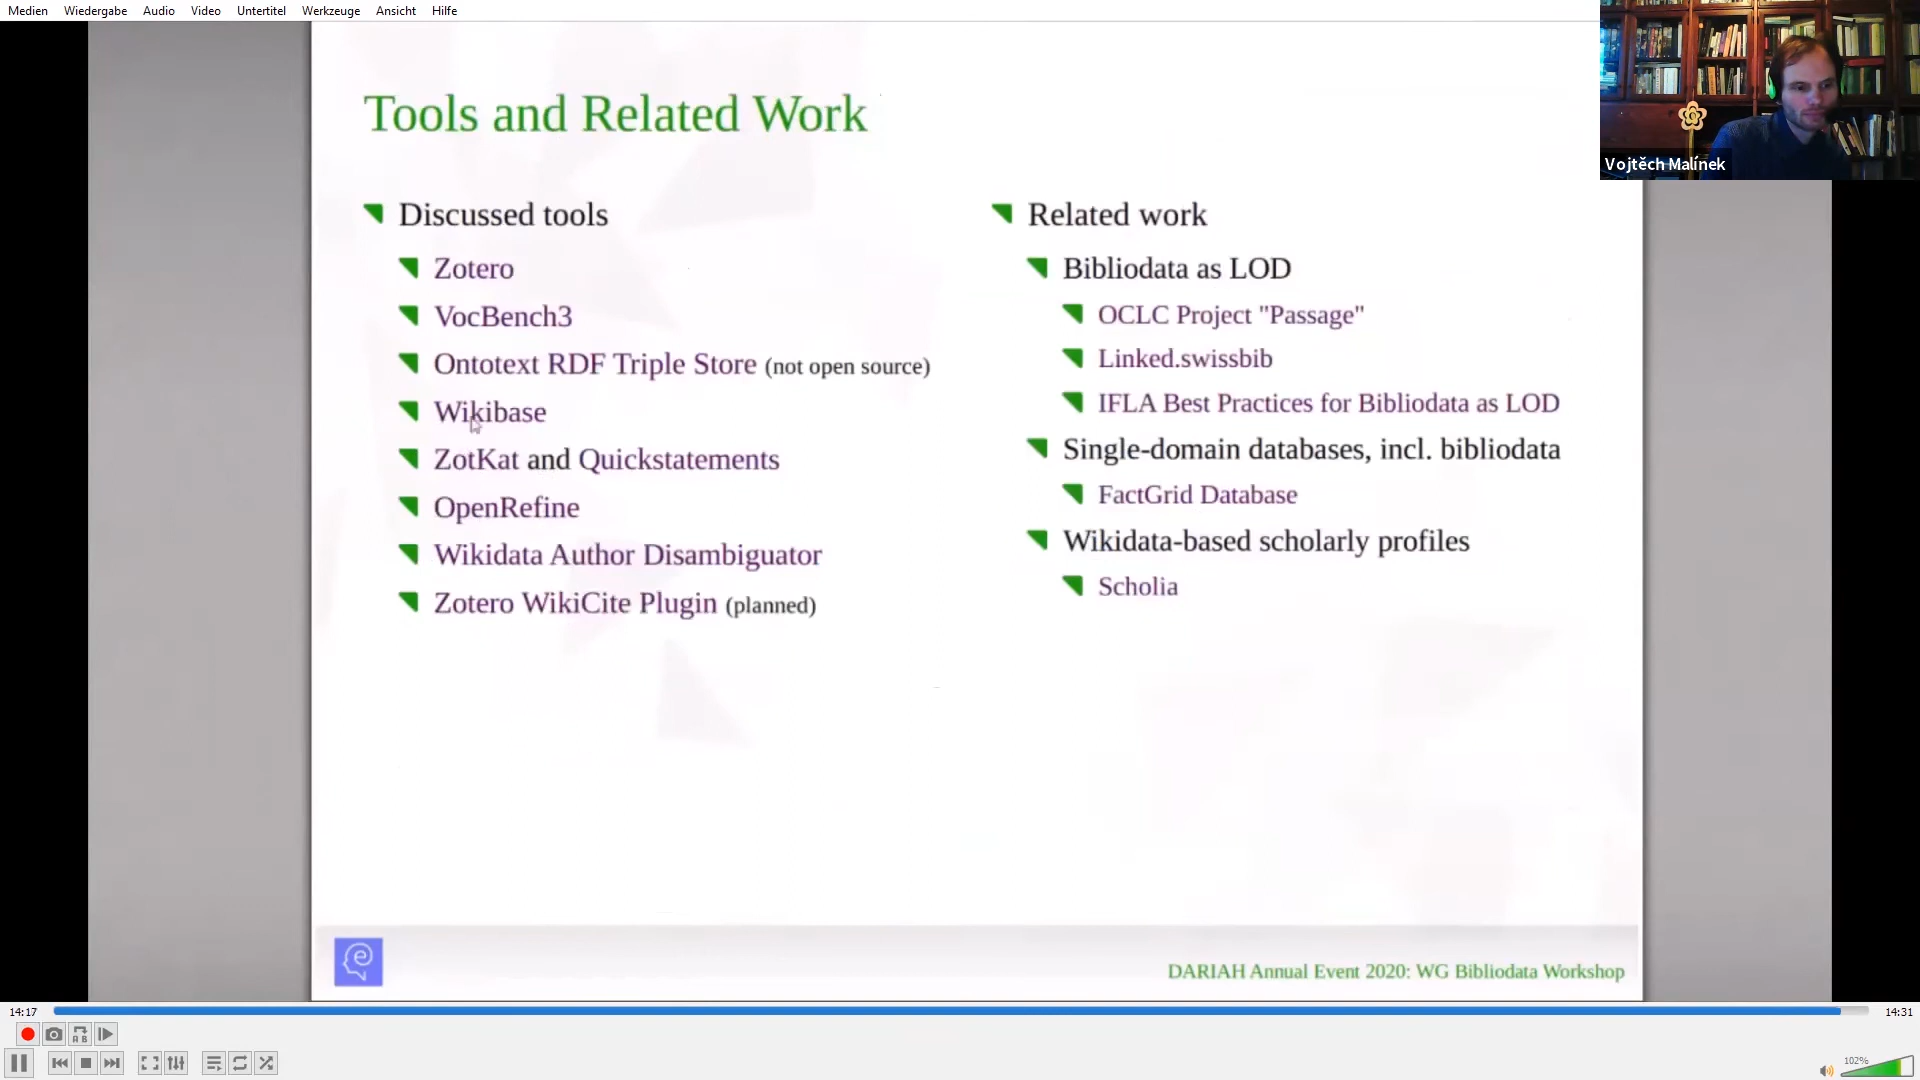 Medien Wiedergabe Audio Video Untertitel Werkzeuge Ansicht Hilfe
Vojtěch Malínek
Tools and Related Work
Discussed tools
Zotero
VocBench3
Ontotext RDF Triple Store (not open source)
Wikibase
ZotKat and Quickstatements
OpenRefine
Wikidata Author Disambiguator
Zotero WikiCite Plugin (planned)
Related work
Bibliodata as LOD
OCLC Project "Passage"
Linked.swissbib
IFLA Best Practices for Bibliodata as LOD
Single-domain databases, incl. bibliodata
FactGrid Database
Wikidata-based scholarly profiles
Scholia
DARIAH Annual Event 2020: WG Bibliodata Workshop
14:17
14:31
102%